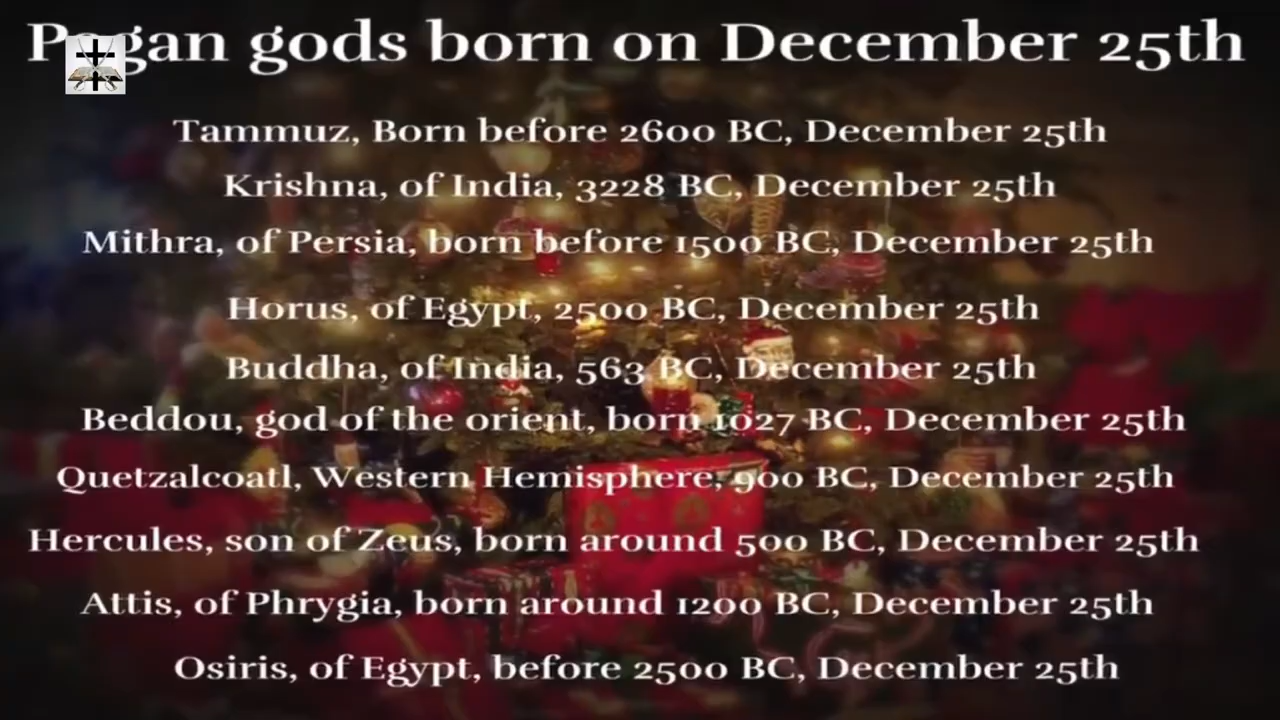 Pagan gods born on December 25th
Tammuz, Born before 2600 BC, December 25th
Krishna, of India, 3228 BC, December 25th
Mithra, of Persia, born before 1500 BC, December 25th
Horus, of Egypt, 2500 BC, December 25th
Buddha, of India, 563 BC, December 25th
Beddou, god of the orient, born 1027 BC, December 25th
Quetzalcoatl, Western Hemisphere, 900 BC, December 25th
Hercules, son of Zeus, born around 500 BC, December 25th
Attis, of Phrygia, born around 1200 BC, December 25th
Osiris, of Egypt, before 2500 BC, December 25th